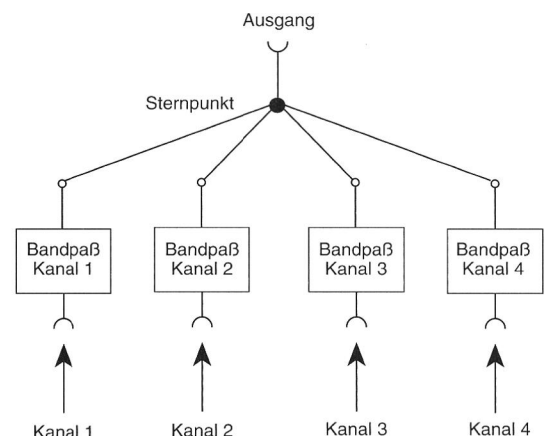 Ausgang
Sternpunkt
Bandpaß
Kanal 1
Bandpaß
Kanal 2
Bandpaß
Kanal 3
Bandpaß
Kanal 4
Kanal 1
Kanal 2
Kanal 3
Kanal 4